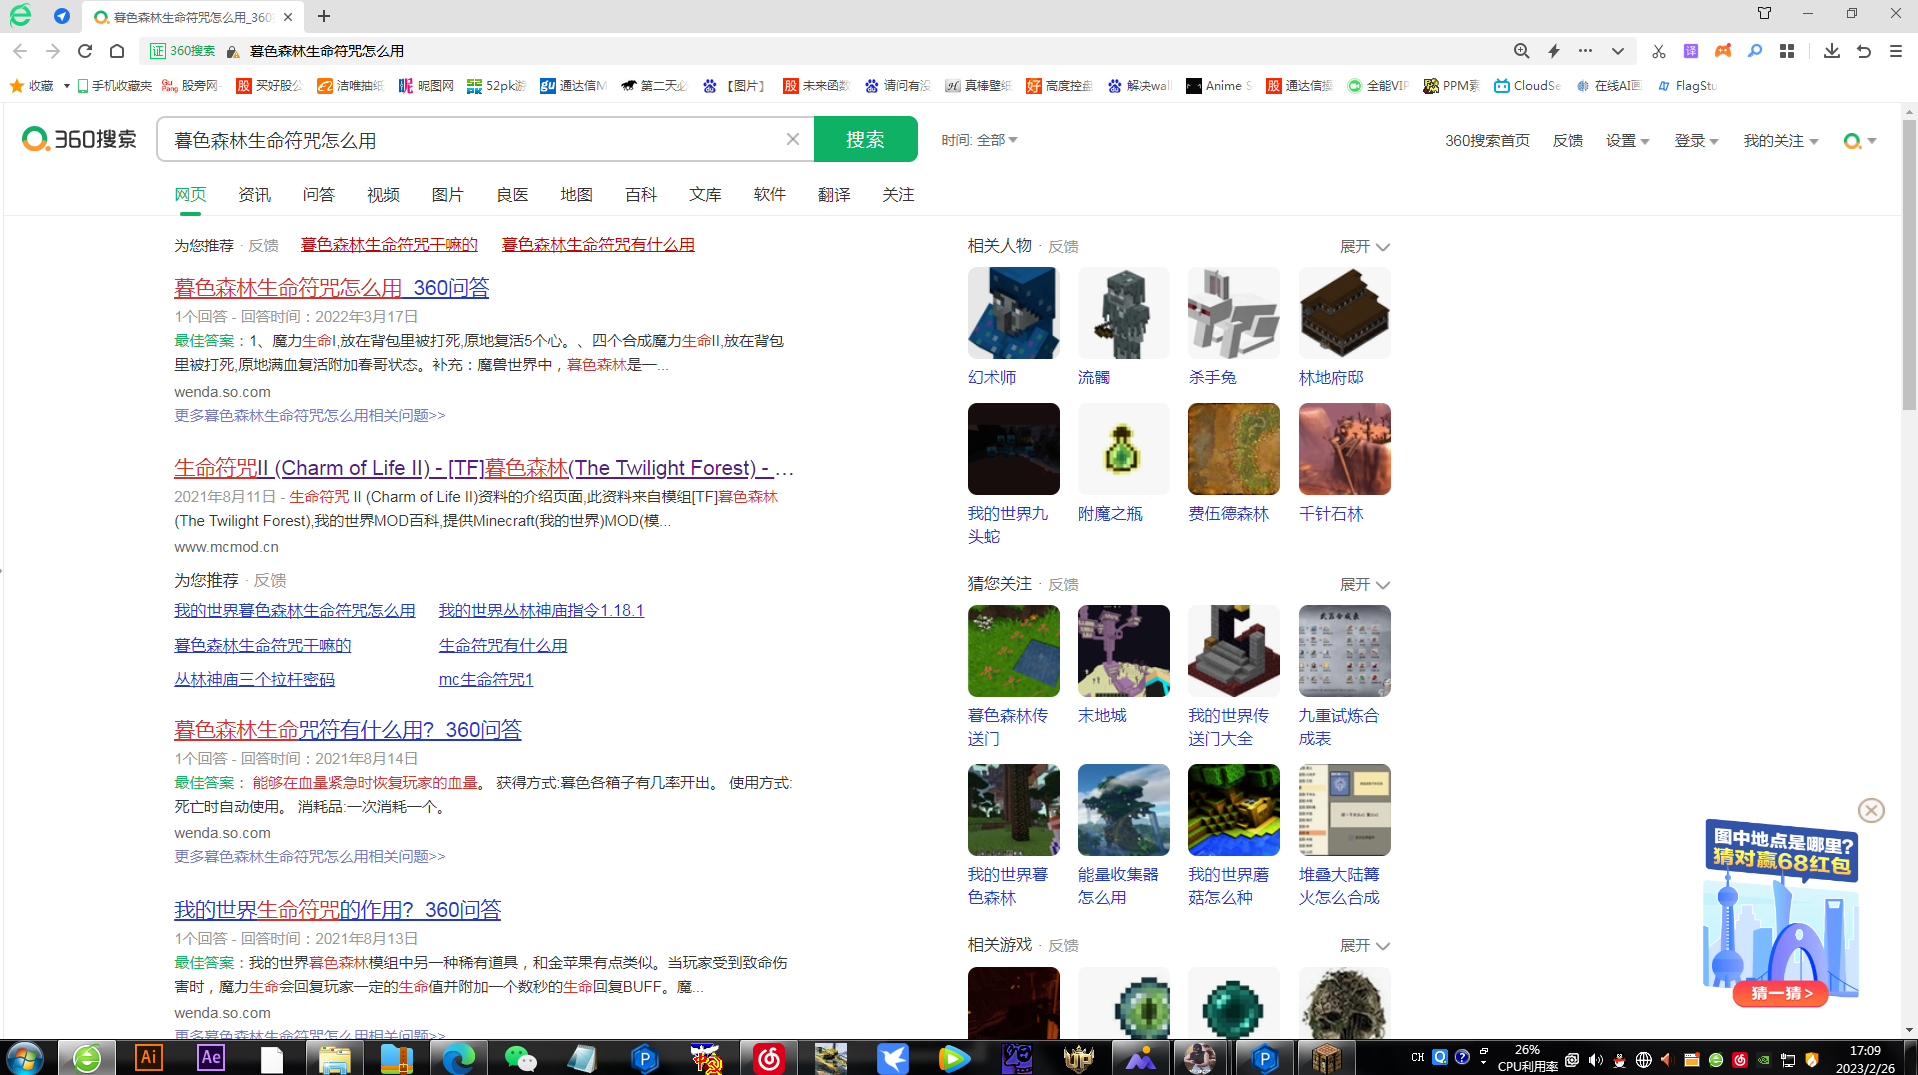 暮色森林生命符咒怎么用_360
证 360搜索 暮色森林生命符咒怎么用
收藏 手机收藏夹 股旁网 买好股公 洁唯抽纸 昵图网 52pk游 通达信M 第二天必 【图片】 未来函数 请问有没 真棒壁纸 高度控盘 解决wall Anime S 通达信操 全能VIP PPM素 CloudSe 在线AI画 FlagStu
360搜索 暮色森林生命符咒怎么用 搜索 时间: 全部 360搜索首页 反馈 设置 登录 我的关注
网页 资讯 问答 视频 图片 良医 地图 百科 文库 软件 翻译 关注
为您推荐 · 反馈 暮色森林生命符咒干嘛的 暮色森林生命符咒有什么用
暮色森林生命符咒怎么用_360问答
1个回答 - 回答时间：2022年3月17日
最佳答案：1、魔力生命I,放在背包里被打死,原地复活5个心。、四个合成魔力生命II,放在背包
里被打死,原地满血复活附加春哥状态。补充：魔兽世界中，暮色森林是一...
wenda.so.com
更多暮色森林生命符咒怎么用相关问题>>
生命符咒II (Charm of Life II) - [TF]暮色森林(The Twilight Forest) - ...
2021年8月11日 - 生命符咒 II (Charm of Life II)资料的介绍页面,此资料来自模组[TF]暮色森林
(The Twilight Forest),我的世界MOD百科,提供Minecraft(我的世界)MOD(模...
www.mcmod.cn
为您推荐 · 反馈
我的世界暮色森林生命符咒怎么用 我的世界丛林神庙指令1.18.1
暮色森林生命符咒干嘛的 生命符咒有什么用
丛林神庙三个拉杆密码 mc生命符咒1
暮色森林生命咒符有什么用?_360问答
1个回答 - 回答时间：2021年8月14日
最佳答案： 能够在血量紧急时恢复玩家的血量。 获得方式:暮色各箱子有几率开出。 使用方式:
死亡时自动使用。 消耗品:一次消耗一个。
wenda.so.com
更多暮色森林生命符咒怎么用相关问题>>
我的世界生命符咒的作用?_360问答
1个回答 - 回答时间：2021年8月13日
最佳答案：我的世界暮色森林模组中另一种稀有道具，和金苹果有点类似。当玩家受到致命伤
害时，魔力生命会回复玩家一定的生命值并附加一个数秒的生命回复BUFF。魔...
wenda.so.com
更多暮色森林生命符咒怎么用相关问题>>
相关人物 · 反馈 展开
幻术师 流髑 杀手兔 林地府邸
我的世界九头蛇 附魔之瓶 费伍德森林 千针石林
猜您关注 · 反馈 展开
暮色森林传送门 末地城 我的世界传送门大全 九重试炼合成表
我的世界暮色森林 能量收集器怎么用 我的世界蘑菇怎么种 堆叠大陆篝火怎么合成
相关游戏 · 反馈 展开
图中地点是哪里?
猜对赢68红包
猜一猜>
Ai Ae CH 26% CPU利用率 17:09
2023/2/26